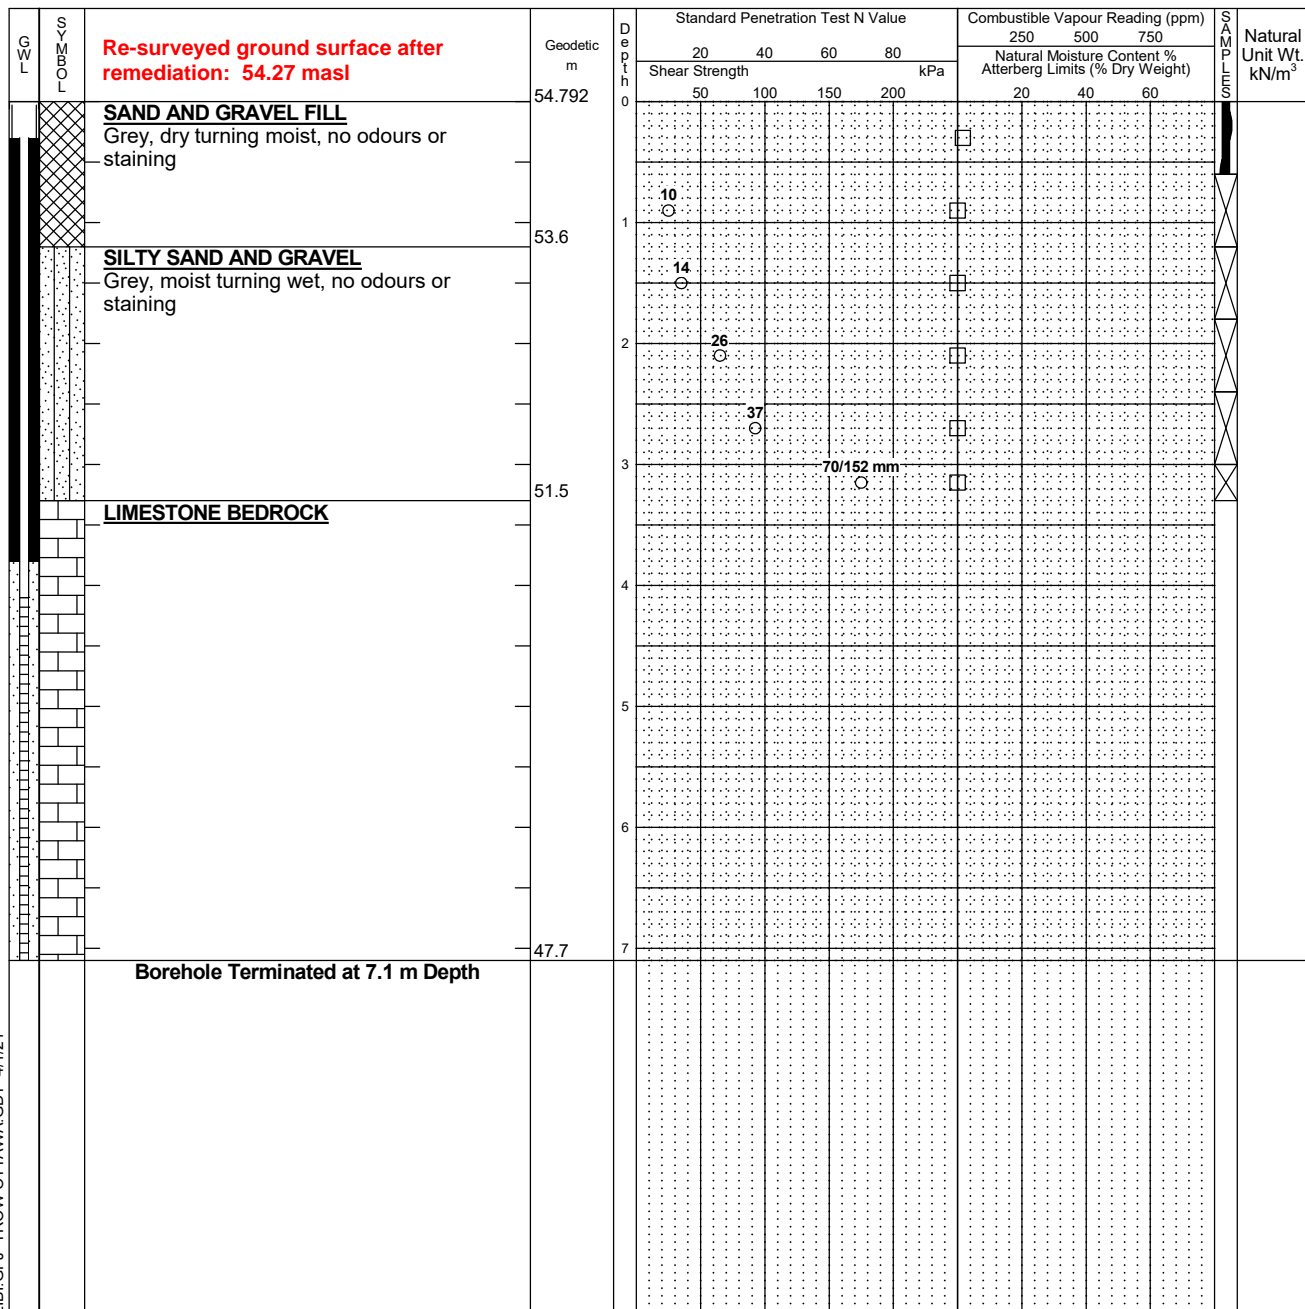 GWL
SYMBOL
Re-surveyed ground surface after
remediation: 54.27 masl
Geodetic
m
Depth
Standard Penetration Test N Value
20 40 60 80
Shear Strength kPa
50 100 150 200
Combustible Vapour Reading (ppm)
250 500 750
Natural Moisture Content %
Atterberg Limits (% Dry Weight)
20 40 60
SAMPLES
Natural
Unit Wt.
kN/m³
54.792
0
SAND AND GRAVEL FILL
Grey, dry turning moist, no odours or
staining
10
1
53.6
SILTY SAND AND GRAVEL
Grey, moist turning wet, no odours or
staining
14
2
26
37
3
70/152 mm
51.5
LIMESTONE BEDROCK
4
5
6
7
47.7
Borehole Terminated at 7.1 m Depth